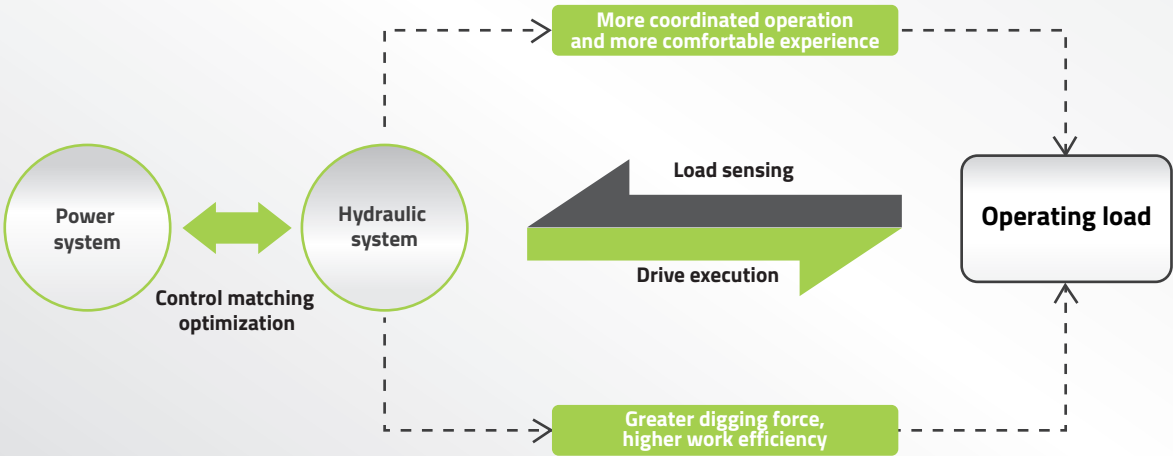 More coordinated operation
and more comfortable experience
Load sensing
Power
system
Hydraulic
system
Operating load
Drive execution
Control matching
optimization
Greater digging force,
higher work efficiency